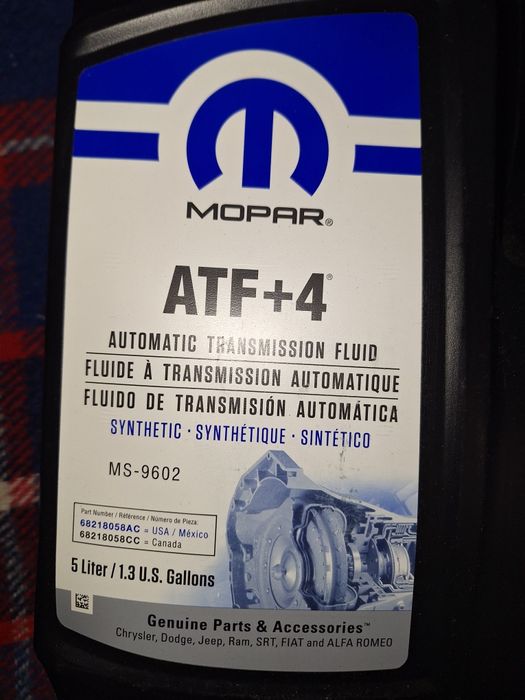 MOPAR®
ATF+4®
AUTOMATIC TRANSMISSION FLUID
FLUIDE À TRANSMISSION AUTOMATIQUE
FLUIDO DE TRANSMISIÓN AUTOMÁTICA
SYNTHETIC · SYNTHÉTIQUE · SINTÉTICO
MS-9602
Part Number / Référence / Número de Pieza:
68218058AC = USA / México
68218058CC = Canada
5 Liter / 1.3 U.S. Gallons
Genuine Parts & Accessories™
Chrysler, Dodge, Jeep, Ram, SRT, FIAT and ALFA ROMEO